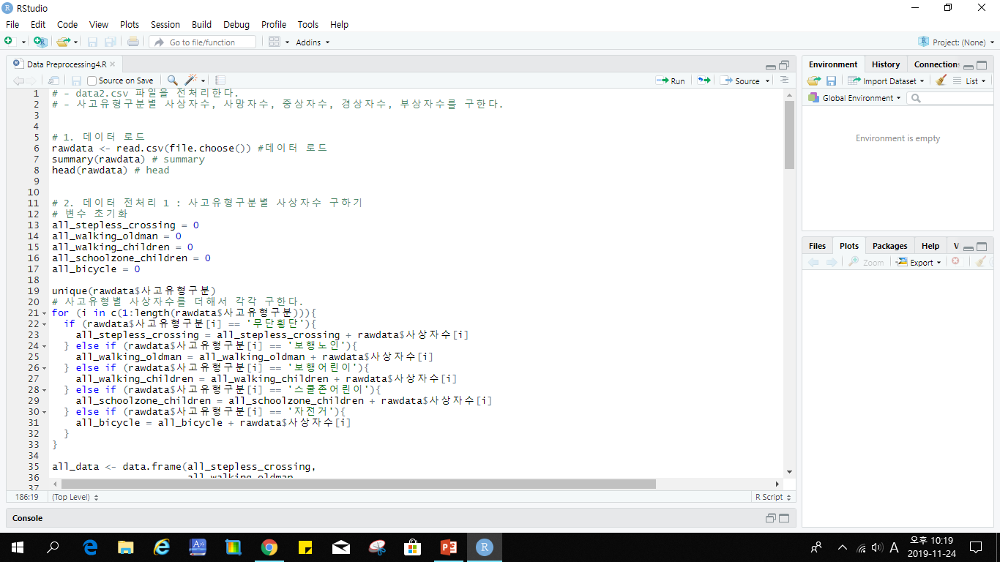 RStudio
File Edit Code View Plots Session Build Debug Profile Tools Help
Go to file/function Addins Project: (None)
Data Preprocessing4.R
Source on Save Run Source
1 # - data2.csv 파일을 전처리한다.
2 # - 사고유형구분별 사상자수, 사망자수, 중상자수, 경상자수, 부상자수를 구한다.
3
4
5 # 1. 데이터 로드
6 rawdata <- read.csv(file.choose()) #데이터 로드
7 summary(rawdata) # summary
8 head(rawdata) # head
9
10
11 # 2. 데이터 전처리 1 : 사고유형구분별 사상자수 구하기
12 # 변수 초기화
13 all_stepless_crossing = 0
14 all_walking_oldman = 0
15 all_walking_children = 0
16 all_schoolzone_children = 0
17 all_bicycle = 0
18
19 unique(rawdata$사고유형구분)
20 # 사고유형별 사상자수를 더해서 각각 구한다.
21 for (i in c(1:length(rawdata$사고유형구분))){
22 if (rawdata$사고유형구분[i] == '무단횡단'){
23 all_stepless_crossing = all_stepless_crossing + rawdata$사상자수[i]
24 } else if (rawdata$사고유형구분[i] == '보행노인'){
25 all_walking_oldman = all_walking_oldman + rawdata$사상자수[i]
26 } else if (rawdata$사고유형구분[i] == '보행어린이'){
27 all_walking_children = all_walking_children + rawdata$사상자수[i]
28 } else if (rawdata$사고유형구분[i] == '스쿨존어린이'){
29 all_schoolzone_children = all_schoolzone_children + rawdata$사상자수[i]
30 } else if (rawdata$사고유형구분[i] == '자전거'){
31 all_bicycle = all_bicycle + rawdata$사상자수[i]
32 }
33 }
34
35 all_data <- data.frame(all_stepless_crossing,
36 all_walking_oldman
37
186:19 (Top Level) R Script
Console
Environment History Connections
Import Dataset List
Global Environment
Environment is empty
Files Plots Packages Help V
Zoom Export
A 오후 10:19
2019-11-24